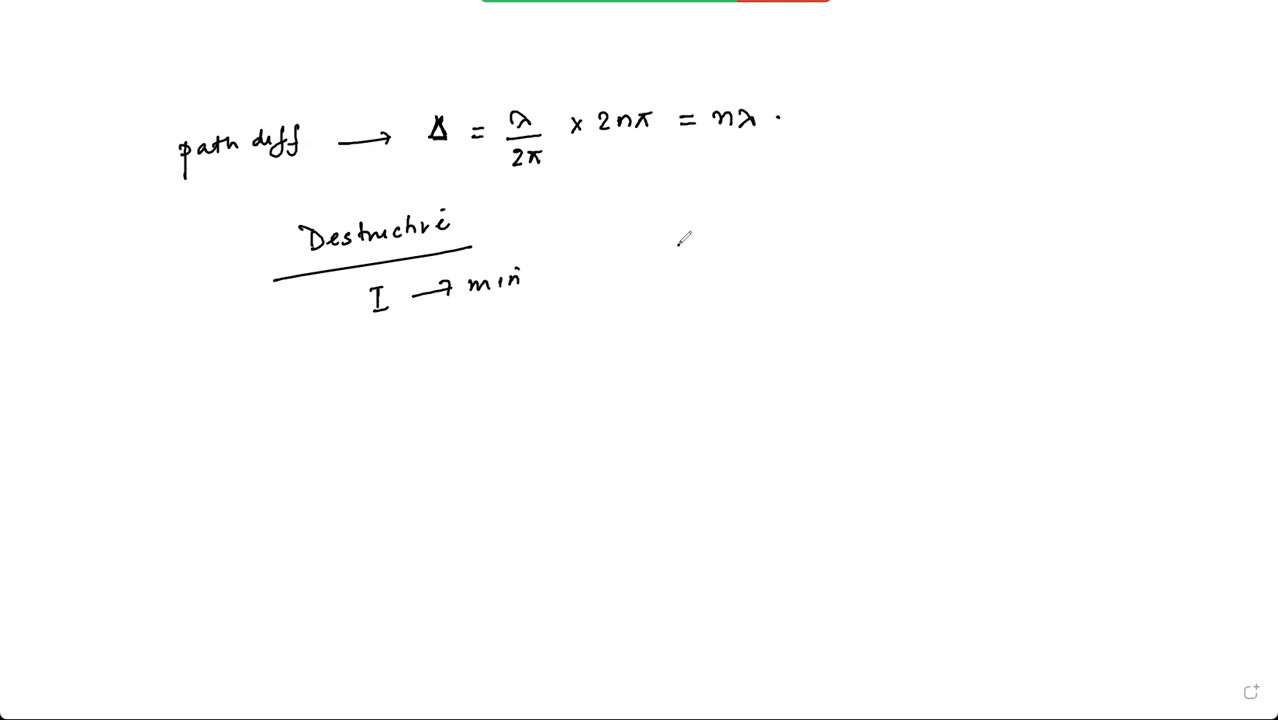 path diff → Δ = λ/2π × 2nπ = nλ .
Destructive
I → min